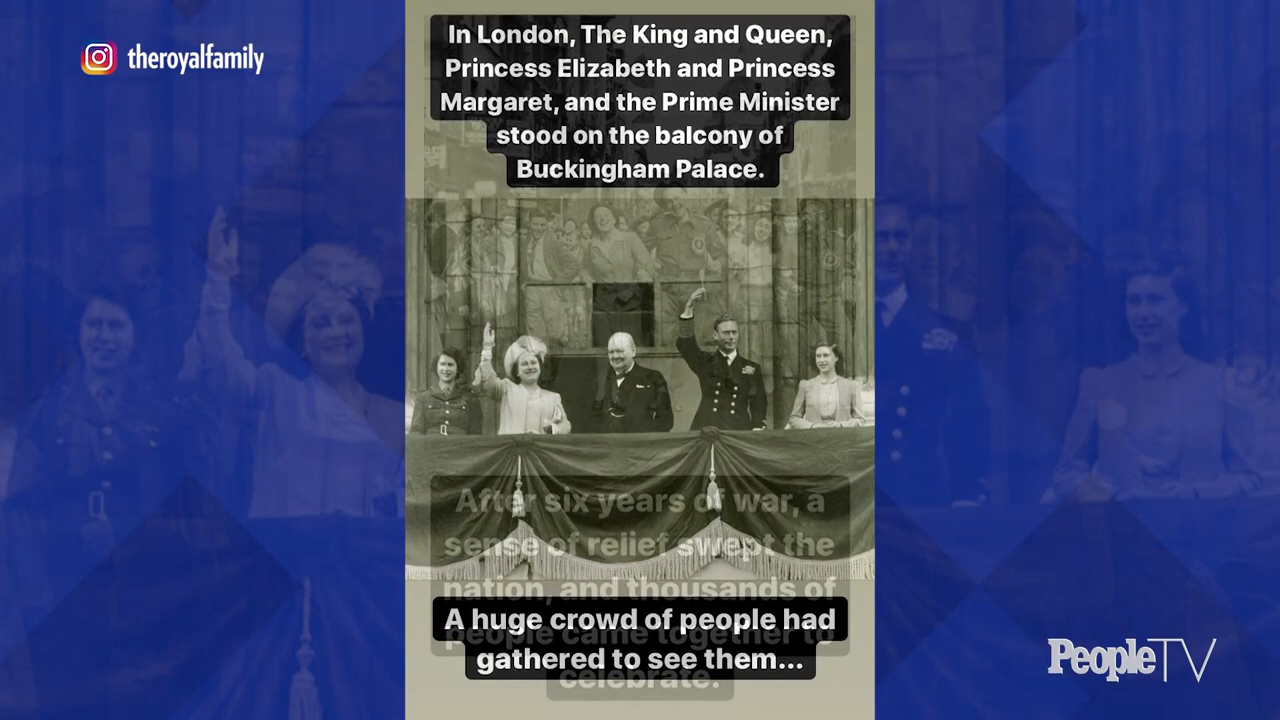 theroyalfamily
In London, The King and Queen,
Princess Elizabeth and Princess
Margaret, and the Prime Minister
stood on the balcony of
Buckingham Palace.
After six years of war, a
sense of relief swept the
nation, and thousands of
people came together to
celebrate.
A huge crowd of people had
gathered to see them...
PeopleTV